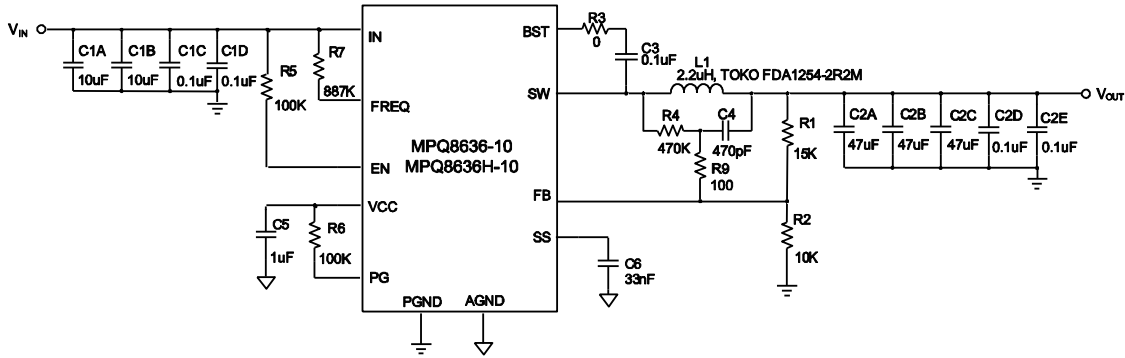 VIN
C1A
10uF
C1B
10uF
C1C
0.1uF
C1D
0.1uF
R5
100K
R7
887K
IN
FREQ
EN
VCC
PG
PGND
AGND
BST
SW
FB
SS
MPQ8636-10
MPQ8636H-10
C5
1uF
R6
100K
R3
0
C3
0.1uF
L1
2.2uH, TOKO FDA1254-2R2M
R4
470K
C4
470pF
R9
100
R1
15K
R2
10K
C6
33nF
C2A
47uF
C2B
47uF
C2C
47uF
C2D
0.1uF
C2E
0.1uF
VOUT